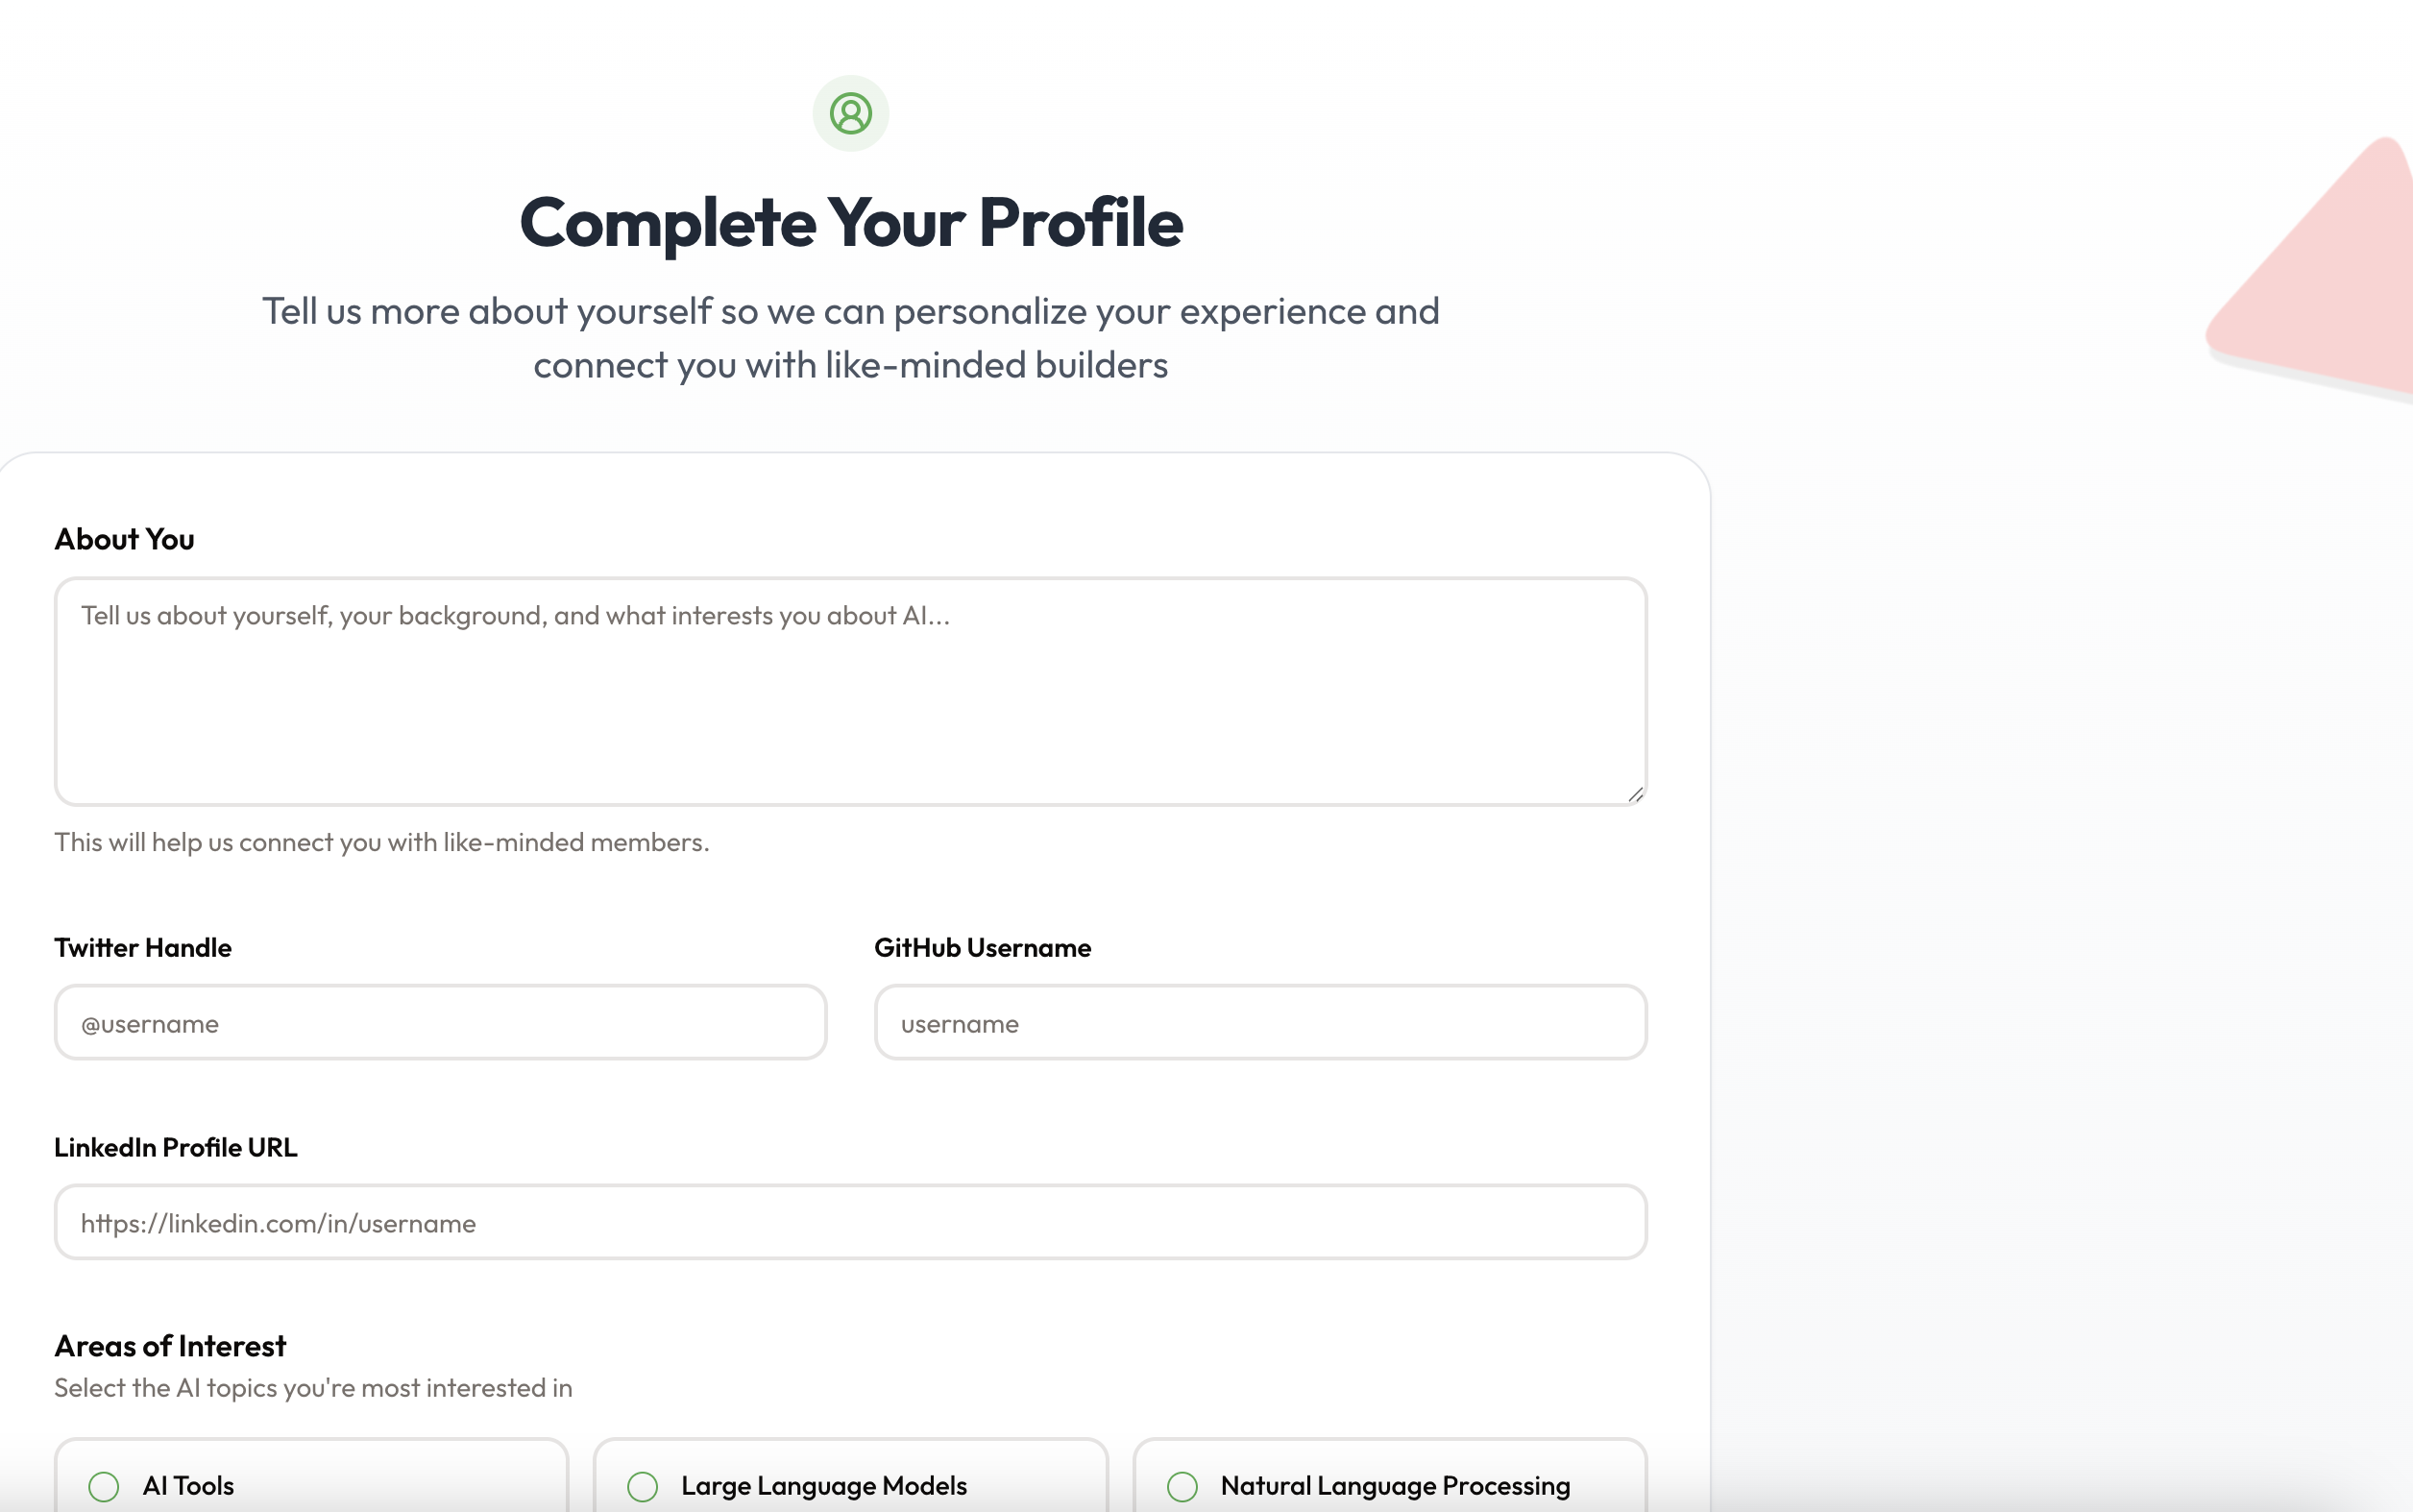 Complete Your Profile
Tell us more about yourself so we can personalize your experience and
connect you with like-minded builders
About You
Tell us about yourself, your background, and what interests you about AI...
This will help us connect you with like-minded members.
Twitter Handle
GitHub Username
@username
username
LinkedIn Profile URL
https://linkedin.com/in/username
Areas of Interest
Select the AI topics you're most interested in
AI Tools
Large Language Models
Natural Language Processing